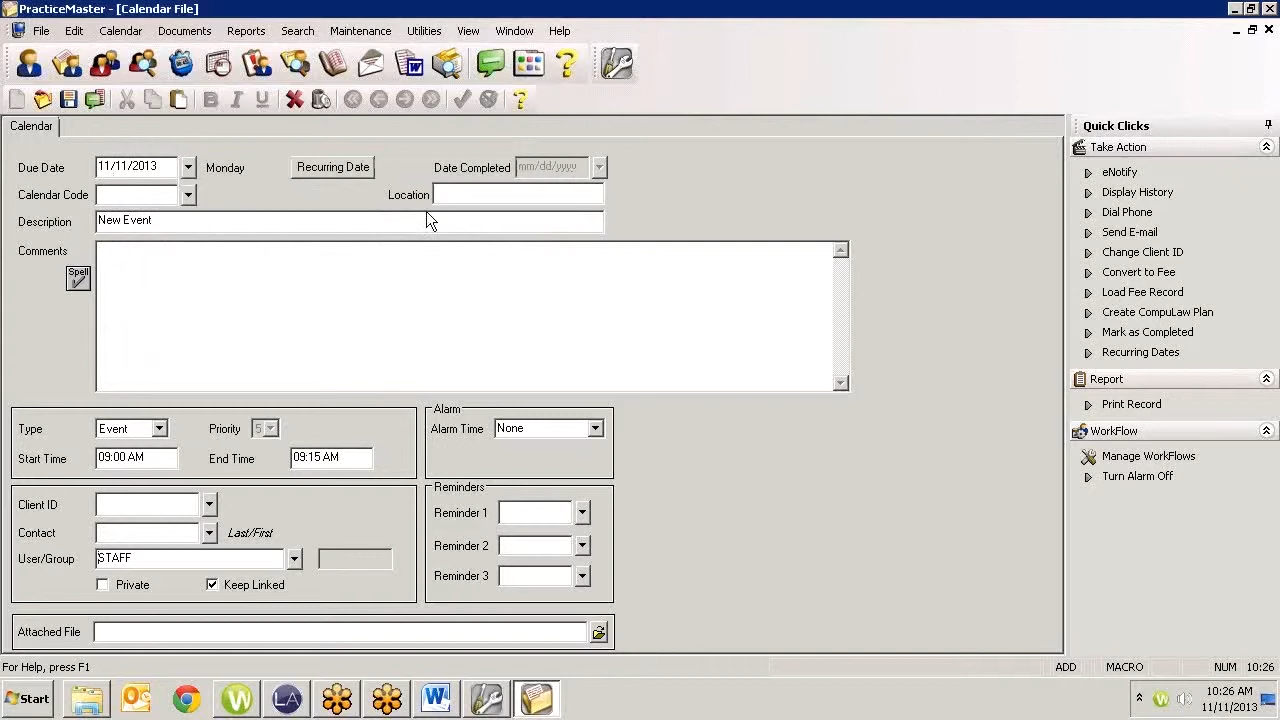 PracticeMaster - [Calendar File]
File Edit Calendar Documents Reports Search Maintenance Utilities View Window Help
Calendar
Due Date 11/11/2013 Monday Recurring Date Date Completed mm/dd/yyyy
Calendar Code Location
Description New Event
Comments
Spell
Type Event Priority 5
Start Time 09:00 AM End Time 09:15 AM
Alarm
Alarm Time None
Client ID
Contact Last/First
User/Group STAFF
Private Keep Linked
Reminders
Reminder 1
Reminder 2
Reminder 3
Attached File
Quick Clicks
Take Action
eNotify
Display History
Dial Phone
Send E-mail
Change Client ID
Convert to Fee
Load Fee Record
Create CompuLaw Plan
Mark as Completed
Recurring Dates
Report
Print Record
WorkFlow
Manage WorkFlows
Turn Alarm Off
For Help, press F1 ADD MACRO NUM 10:26
Start 10:26 AM
11/11/2013